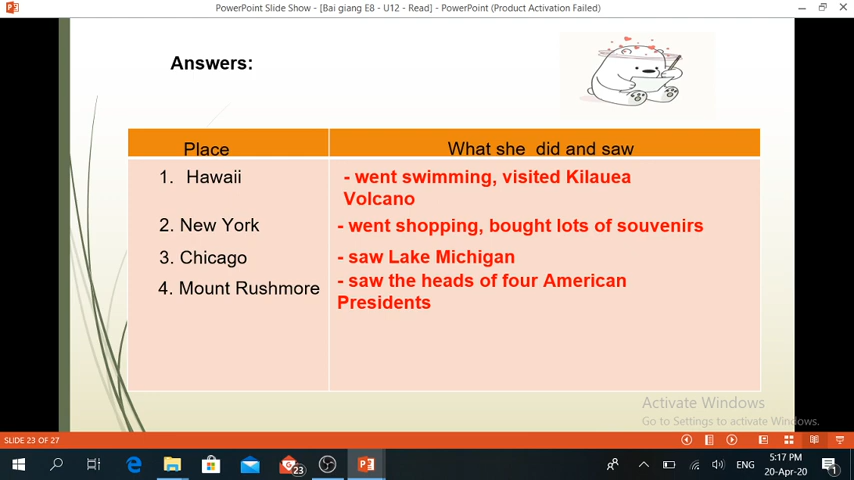 PowerPoint Slide Show - [Bai giang E8 - U12 - Read] - PowerPoint (Product Activation Failed)
Answers:
Place
What she did and saw
1. Hawaii
- went swimming, visited Kilauea
Volcano
2. New York
- went shopping, bought lots of souvenirs
3. Chicago
- saw Lake Michigan
4. Mount Rushmore
- saw the heads of four American
Presidents
Activate Windows
Go to Settings to activate Windows.
SLIDE 23 OF 27
23
ENG
5:17 PM
20-Apr-20
1